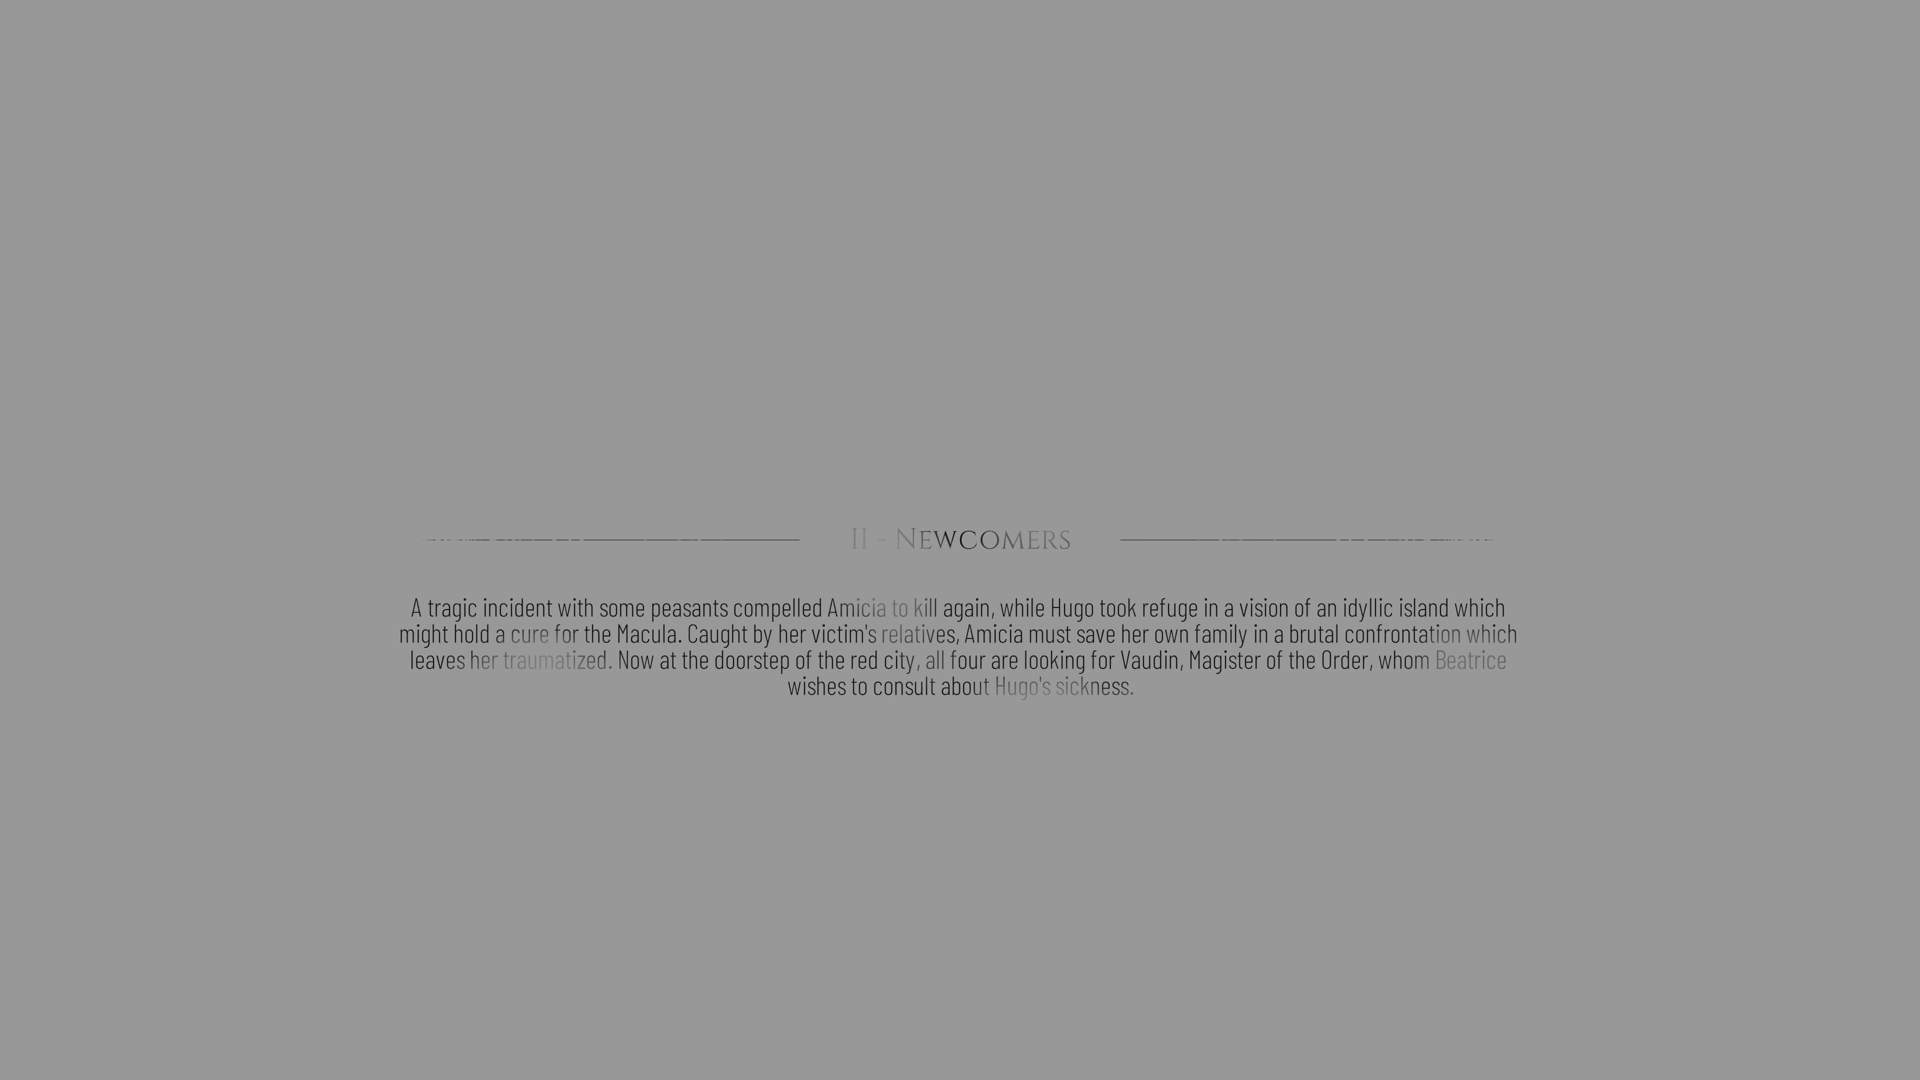 II - Newcomers
A tragic incident with some peasants compelled Amicia to kill again, while Hugo took refuge in a vision of an idyllic island which
might hold a cure for the Macula. Caught by her victim's relatives, Amicia must save her own family in a brutal confrontation which
leaves her traumatized. Now at the doorstep of the red city, all four are looking for Vaudin, Magister of the Order, whom Beatrice
wishes to consult about Hugo's sickness.